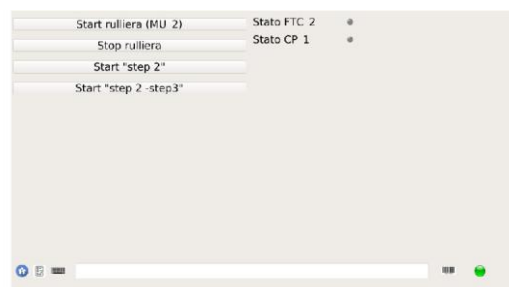 Start rulliera (MU 2)
Stop rulliera
Start "step 2"
Start "step 2 -step3"
Stato FTC 2
Stato CP 1